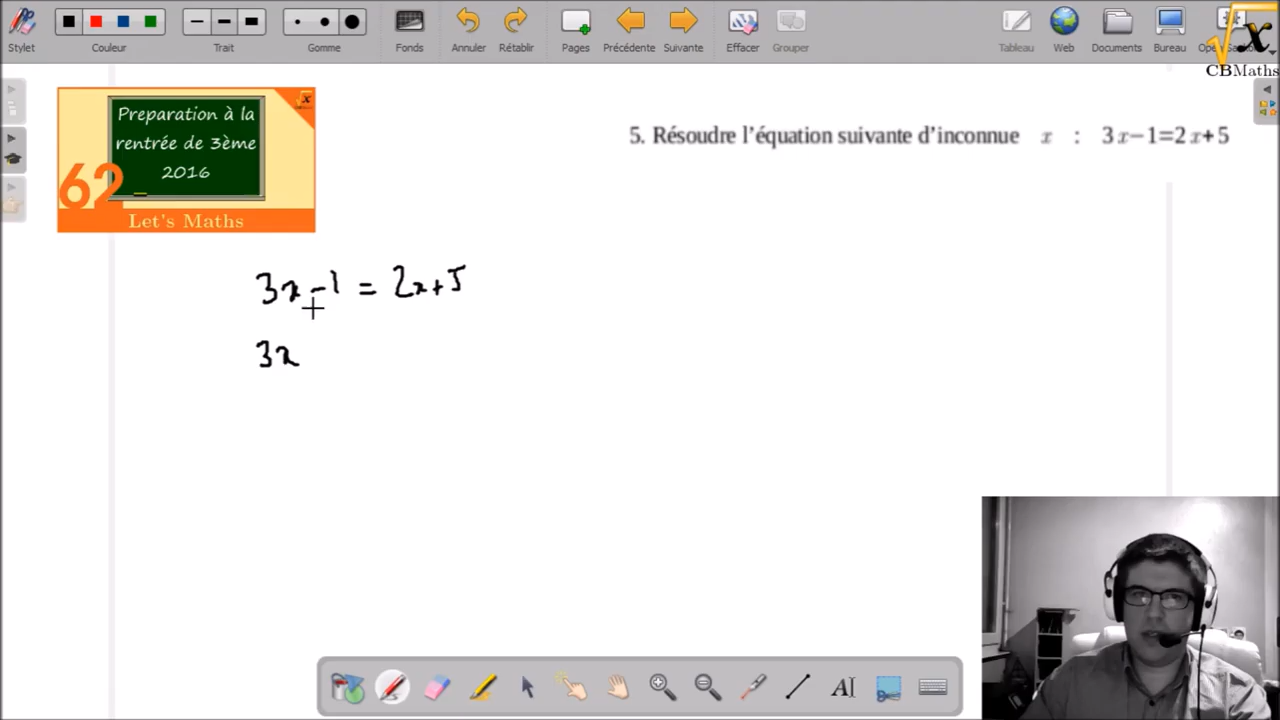 Stylet
Couleur
Trait
Gomme
Fonds
Annuler
Rétablir
Pages
Précédente
Suivante
Effacer
Grouper
Tableau
Web
Documents
Bureau
CBMaths
Preparation à la
rentrée de 3ème
2016
62
Let's Maths
5. Résoudre l'équation suivante d'inconnue x : 3x−1=2x+5
3x−1 = 2x+5
3x